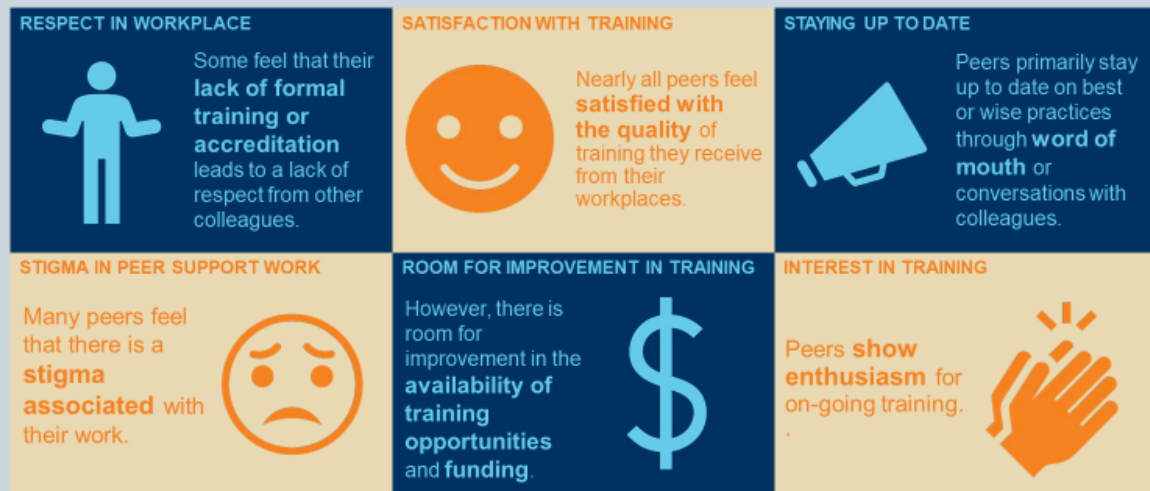 RESPECT IN WORKPLACE
Some feel that their
lack of formal
training or
accreditation
leads to a lack of
respect from other
colleagues.
SATISFACTION WITH TRAINING
Nearly all peers feel
satisfied with
the quality of
training they receive
from their
workplaces.
STAYING UP TO DATE
Peers primarily stay
up to date on best
or wise practices
through word of
mouth or
conversations with
colleagues.
STIGMA IN PEER SUPPORT WORK
Many peers feel
that there is a
stigma
associated with
their work.
ROOM FOR IMPROVEMENT IN TRAINING
However, there is
room for
improvement in the
availability of
training
opportunities
and funding.
$
INTEREST IN TRAINING
Peers show
enthusiasm for
on-going training.
.